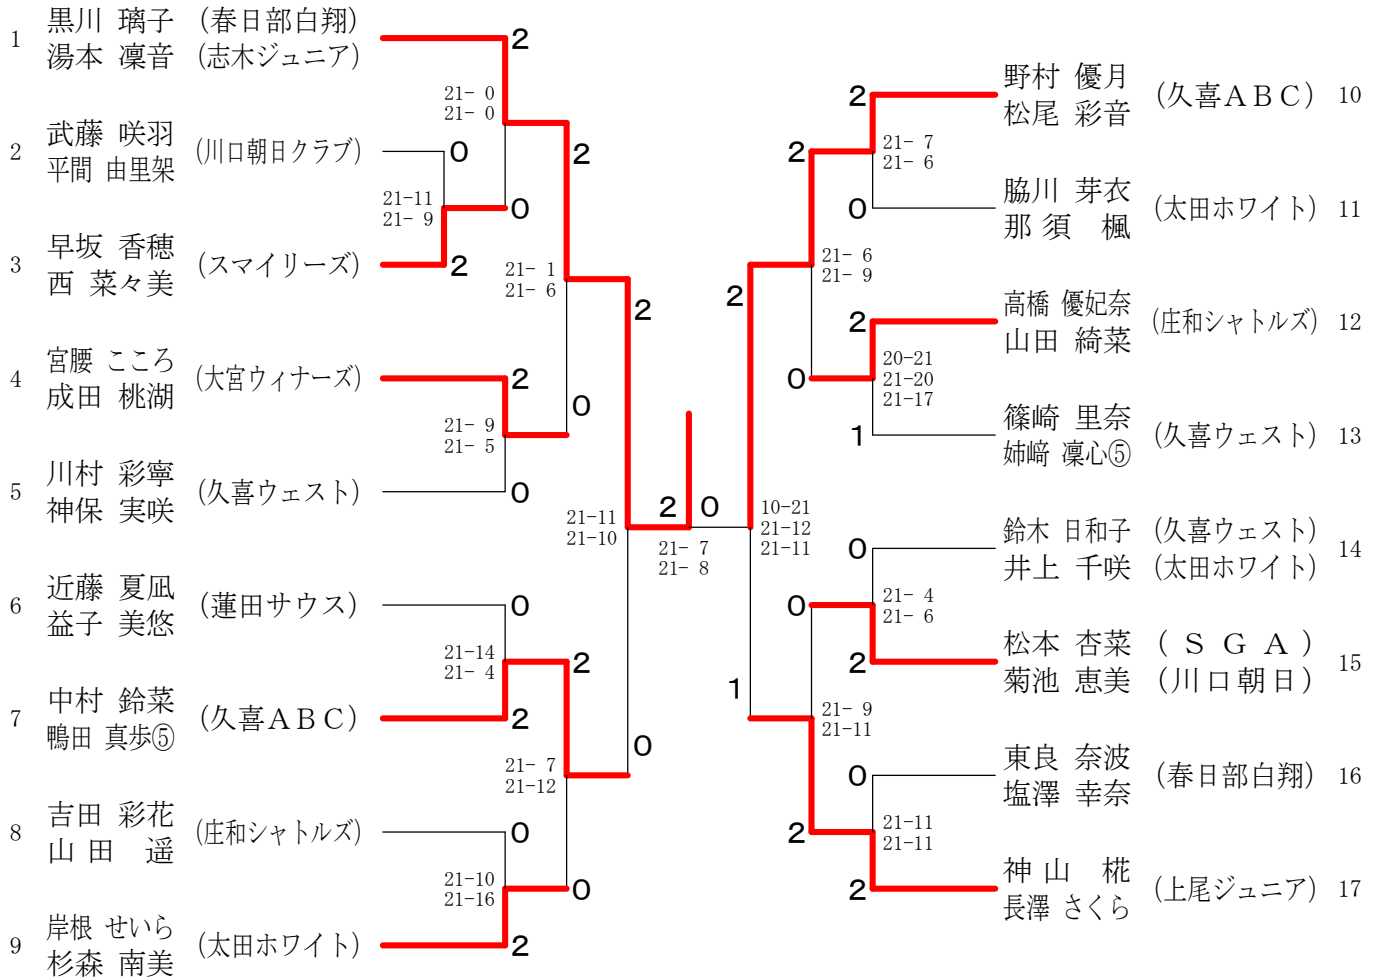 1 黒川 璃子 (春日部白翔)
湯本 凜音 (志木ジュニア)
2
21- 0
21- 0
2 武藤 咲羽
平間 由里架 (川口朝日クラブ)
0
2
21-11
21- 9
0
3 早坂 香穂
西 菜々美 (スマイリーズ)
2
21- 1
21- 6
2
4 宮腰 こころ
成田 桃湖 (大宮ウィナーズ)
2
0
21- 9
21- 5
5 川村 彩寧
神保 実咲 (久喜ウェスト)
0
21-11
21-10
2 0
21- 7
21- 8
6 近藤 夏凪
益子 美悠 (蓮田サウス)
0
21-14
21- 4
2
7 中村 鈴菜
鴨田 真歩⑤ (久喜ABC)
2
0
21- 7
21-12
8 吉田 彩花
山田 遥 (庄和シャトルズ)
0
21-10
21-16
0
9 岸根 せいら
杉森 南美 (太田ホワイト)
2
野村 優月
松尾 彩音 (久喜ABC) 10
2
21- 7
21- 6
2
脇川 芽衣
那須 楓 (太田ホワイト) 11
0
21- 6
21- 9
2
高橋 優妃奈
山田 綺菜 (庄和シャトルズ) 12
2
20-21
21-20
21-17
0
篠崎 里奈
姉﨑 凜心⑤ (久喜ウェスト) 13
1
10-21
21-12
21-11
鈴木 日和子 (久喜ウェスト)
井上 千咲 (太田ホワイト) 14
0
21- 4
21- 6
0
松本 杏菜 (SGA)
菊池 恵美 (川口朝日) 15
2
1
21- 9
21-11
東良 奈波
塩澤 幸奈 (春日部白翔) 16
0
21-11
21-11
2
神山 椛
長澤 さくら (上尾ジュニア) 17
2